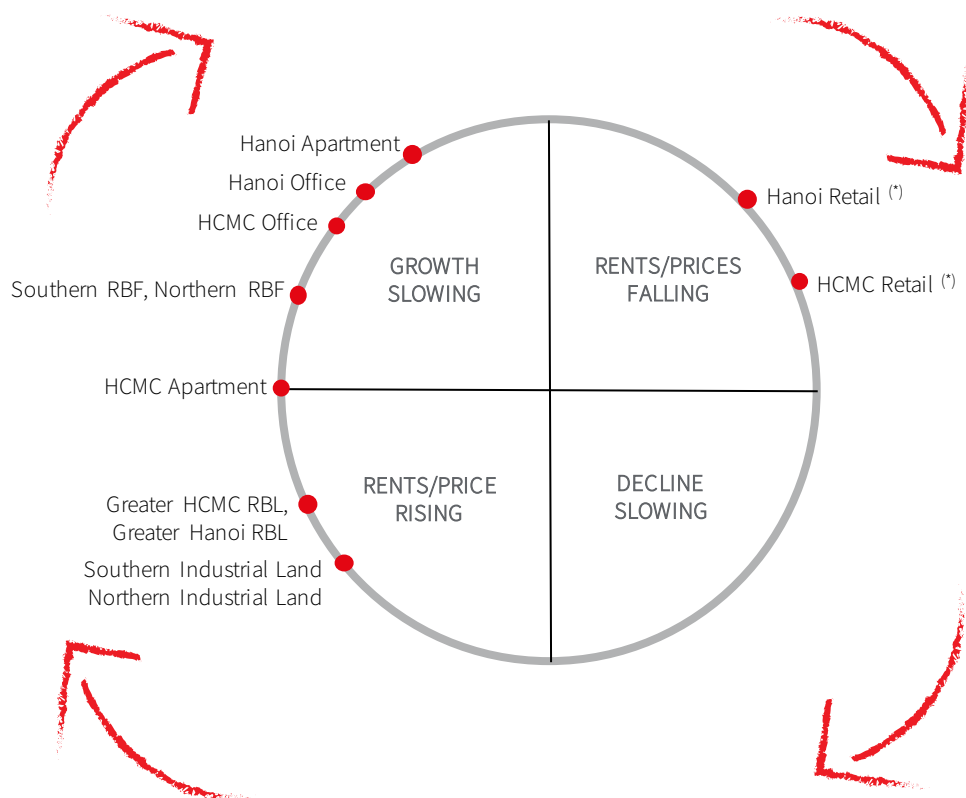 Hanoi Apartment
Hanoi Office
HCMC Office
Southern RBF, Northern RBF
HCMC Apartment
Greater HCMC RBL,
Greater Hanoi RBL
Southern Industrial Land
Northern Industrial Land
GROWTH
SLOWING
RENTS/PRICES
FALLING
RENTS/PRICE
RISING
DECLINE
SLOWING
Hanoi Retail (*)
HCMC Retail (*)